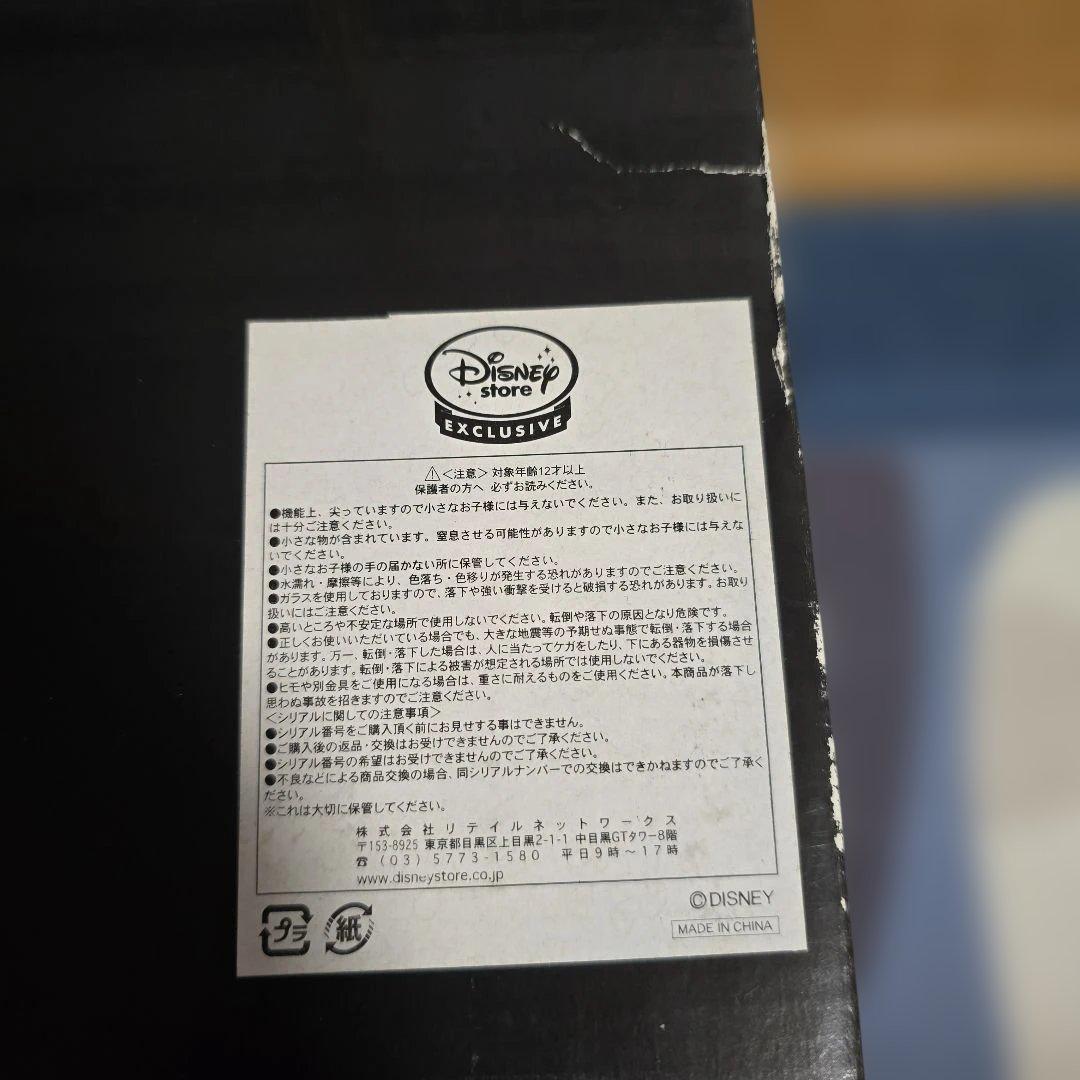 Disney
store
EXCLUSIVE
⚠<注意> 対象年齢12才以上
保護者の方へ 必ずお読みください。
●機能上、尖っていますので小さなお子様には与えないでください。また、お取り扱いに
は十分ご注意ください。
●小さな物が含まれています。窒息させる可能性がありますので小さなお子様には与えな
いでください。
●小さなお子様の手の届かない所に保管してください。
●水濡れ・摩擦等により、色落ち・色移りが発生する恐れがありますのでご注意ください。
●ガラスを使用しておりますので、落下や強い衝撃を受けると破損する恐れがあります。お取り
扱いにはご注意ください。
●高いところや不安定な場所で使用しないでください。転倒や落下の原因となり危険です。
●正しくお使いいただいている場合でも、大きな地震等の予期せぬ事態で転倒・落下する場合
があります。万一、転倒・落下した場合は、人に当たってケガをしたり、下にある器物を損傷させ
ることがあります。転倒・落下による被害が想定される場所では使用しないでください。
●ヒモや別金具をご使用になる場合は、重さに耐えるものをご使用ください。本商品が落下し
思わぬ事故を招きますのでご注意ください。
<シリアルに関しての注意事項>
●シリアル番号をご購入頂く前にお見せする事はできません。
●ご購入後の返品・交換はお受けできませんのでご了承ください。
●シリアル番号の希望はお受けできませんのでご了承ください。
●不良などによる商品交換の場合、同シリアルナンバーでの交換はできかねますのでご了承く
ださい。
※これは大切に保管してください。
株式会社リテイルネットワークス
〒153-8925 東京都目黒区上目黒2-1-1 中目黒GTタワー8階
☎(03)5773-1580 平日9時～17時
www.disneystore.co.jp
©DISNEY
プラ 紙
MADE IN CHINA